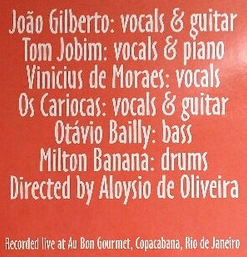 João Gilberto: vocals & guitar
Tom Jobim: vocals & piano
Vinicius de Moraes: vocals
Os Cariocas: vocals & guitar
Otávio Bailly: bass
Milton Banana: drums
Directed by Aloysio de Oliveira
Recorded live at Au Bon Gourmet, Copacabana, Rio de Janeiro